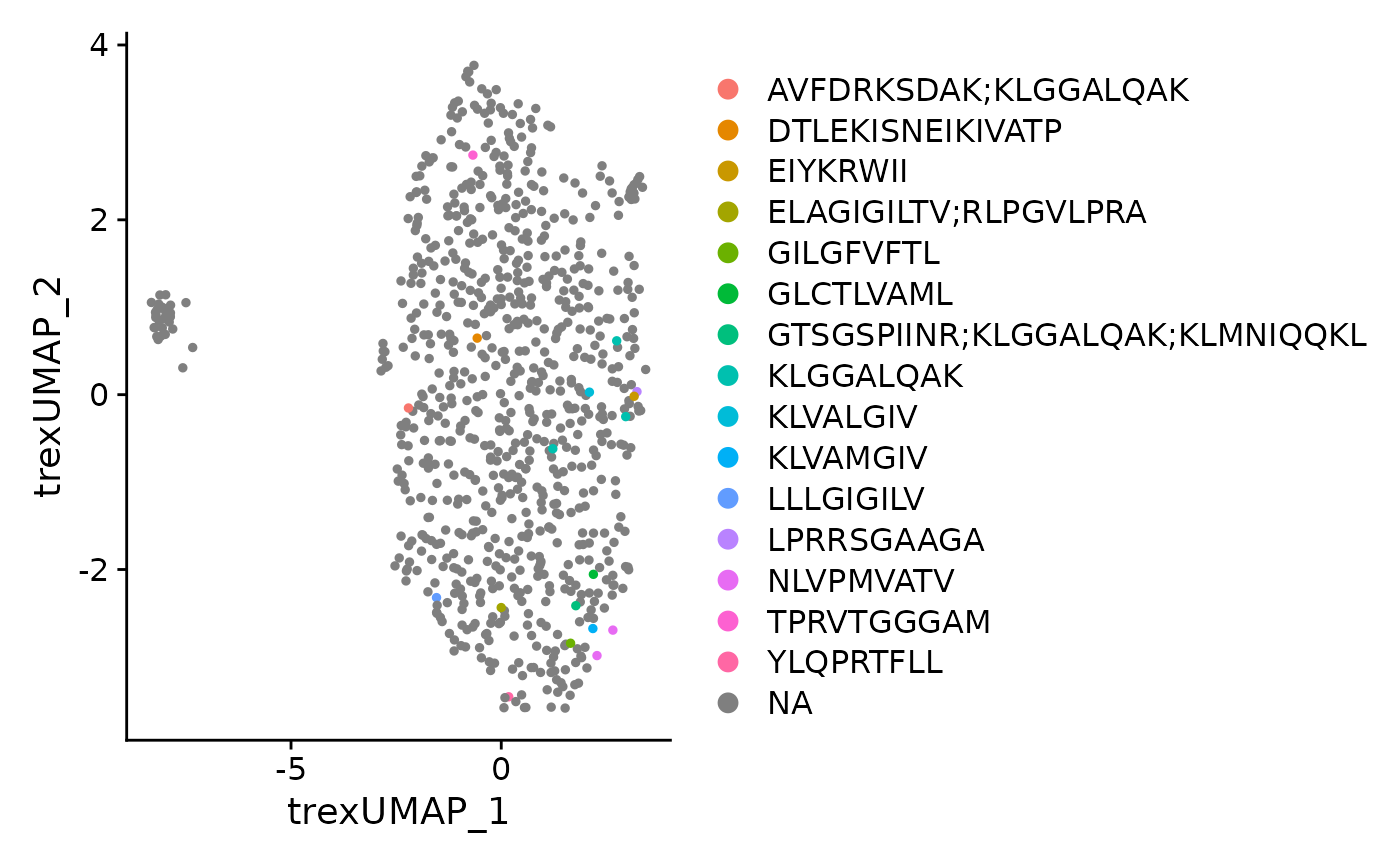 4
2
0
-2
trexUMAP_2
-5
0
trexUMAP_1
AVFDRKSDAK;KLGGALQAK
DTLEKISNEIKIVATP
EIYKRWII
ELAGIGILTV;RLPGVLPRA
GILGFVFTL
GLCTLVAML
GTSGSPIINR;KLGGALQAK;KLMNIQQKL
KLGGALQAK
KLVALGIV
KLVAMGIV
LLLGIGILV
LPRRSGAAGA
NLVPMVATV
TPRVTGGGAM
YLQPRTFLL
NA